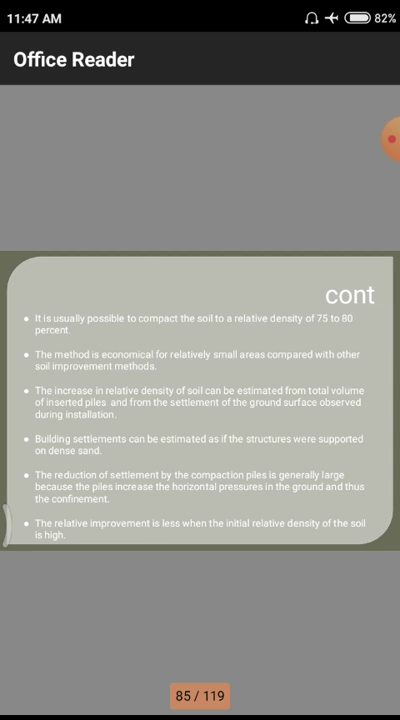 11:47 AM
82%
Office Reader
cont
• It is usually possible to compact the soil to a relative density of 75 to 80
percent.
• The method is economical for relatively small areas compared with other
soil improvement methods.
• The increase in relative density of soil can be estimated from total volume
of inserted piles and from the settlement of the ground surface observed
during installation.
• Building settlements can be estimated as if the structures were supported
on dense sand.
• The reduction of settlement by the compaction piles is generally large
because the piles increase the horizontal pressures in the ground and thus
the confinement.
• The relative improvement is less when the initial relative density of the soil
is high.
85 / 119